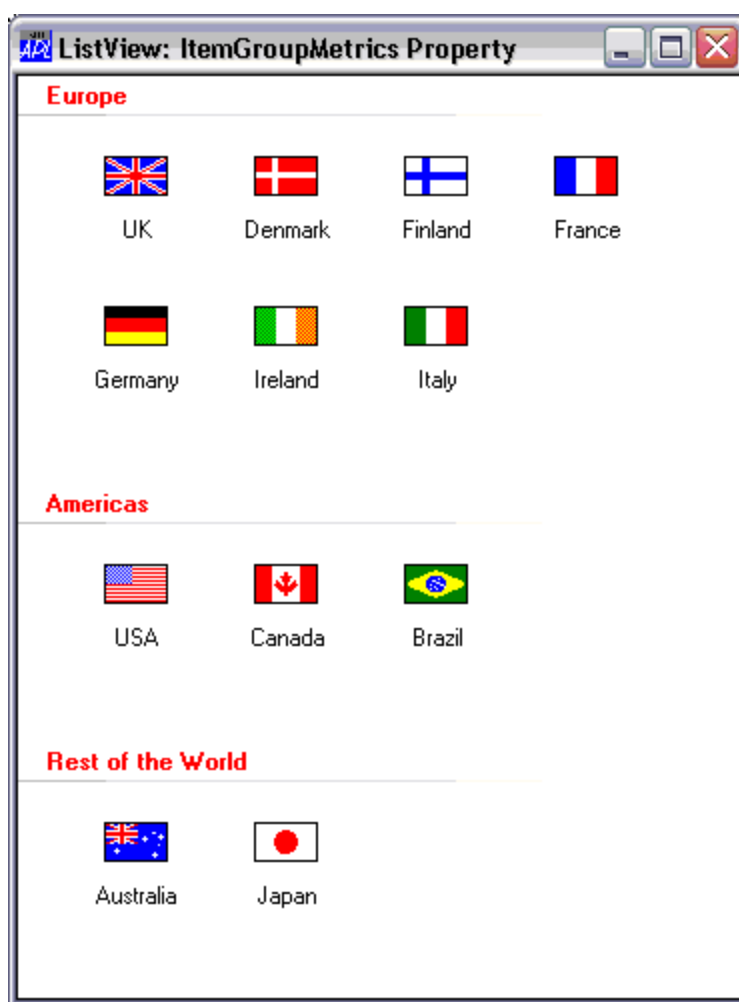 APL ListView: ItemGroupMetrics Property
Europe
UK Denmark Finland France
Germany Ireland Italy
Americas
USA Canada Brazil
Rest of the World
Australia Japan